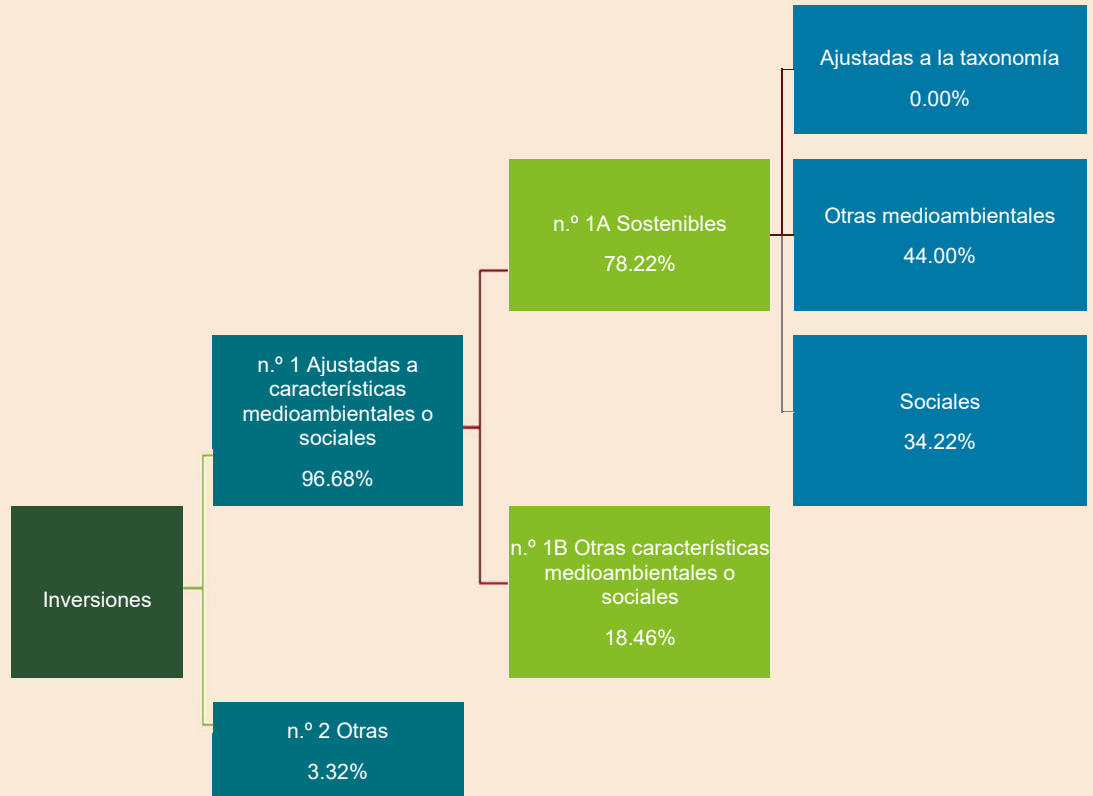 Inversiones
n.º 1 Ajustadas a
características
medioambientales o
sociales
96.68%
n.º 2 Otras
3.32%
n.º 1A Sostenibles
78.22%
n.º 1B Otras características
medioambientales o
sociales
18.46%
Ajustadas a la taxonomía
0.00%
Otras medioambientales
44.00%
Sociales
34.22%